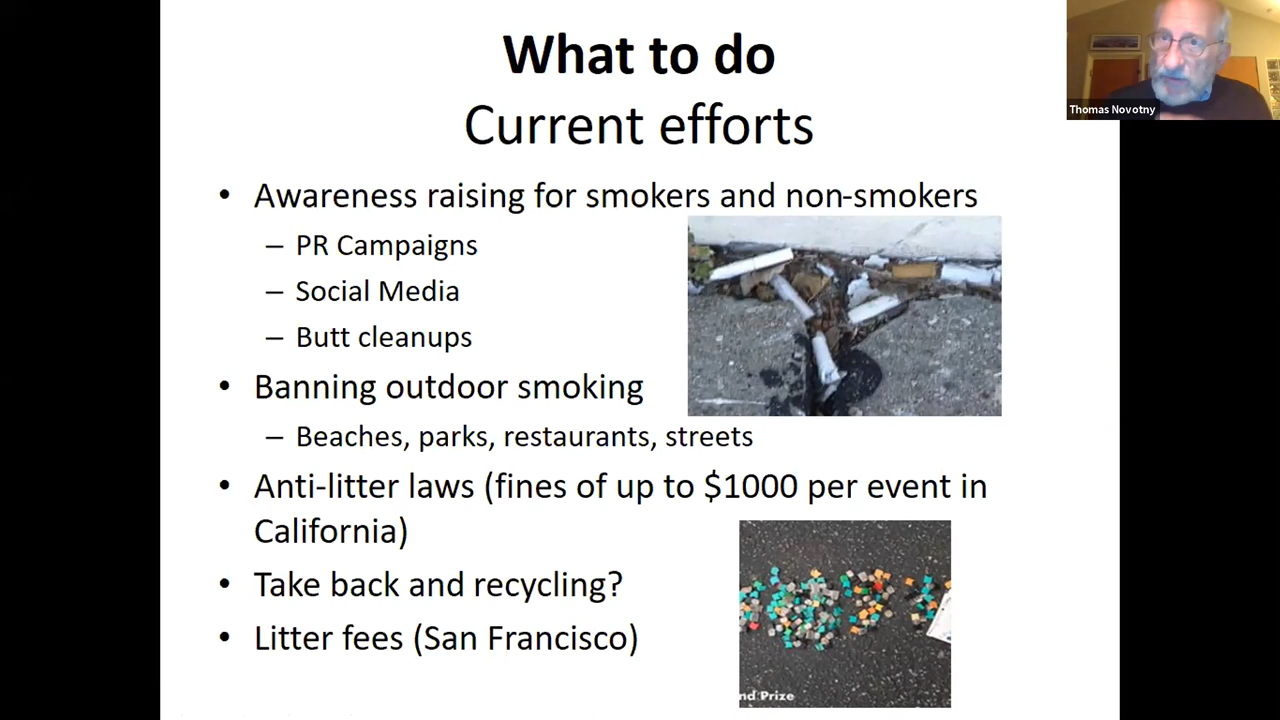 What to do
Current efforts
• Awareness raising for smokers and non-smokers
– PR Campaigns
– Social Media
– Butt cleanups
• Banning outdoor smoking
– Beaches, parks, restaurants, streets
• Anti-litter laws (fines of up to $1000 per event in
California)
• Take back and recycling?
• Litter fees (San Francisco)
nd Prize
Thomas Novotny